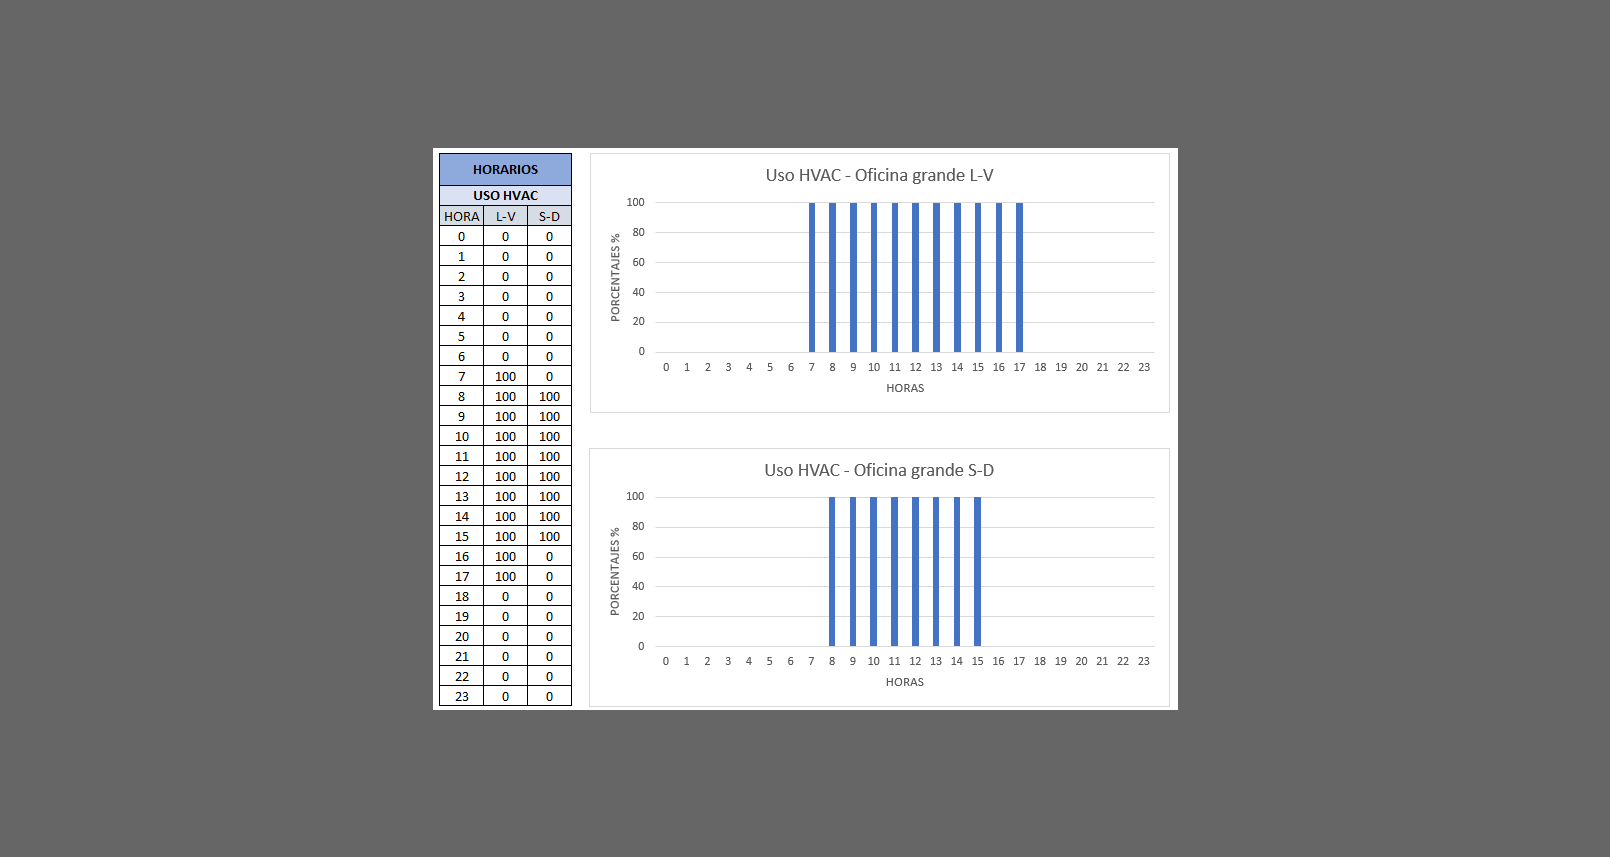 HORARIOS
USO HVAC
HORA L-V S-D
0 0 0
1 0 0
2 0 0
3 0 0
4 0 0
5 0 0
6 0 0
7 100 0
8 100 100
9 100 100
10 100 100
11 100 100
12 100 100
13 100 100
14 100 100
15 100 100
16 100 0
17 100 0
18 0 0
19 0 0
20 0 0
21 0 0
22 0 0
23 0 0
Uso HVAC - Oficina grande L-V
PORCENTAJES %
100
80
60
40
20
0
0 1 2 3 4 5 6 7 8 9 10 11 12 13 14 15 16 17 18 19 20 21 22 23
HORAS
Uso HVAC - Oficina grande S-D
PORCENTAJES %
100
80
60
40
20
0
0 1 2 3 4 5 6 7 8 9 10 11 12 13 14 15 16 17 18 19 20 21 22 23
HORAS